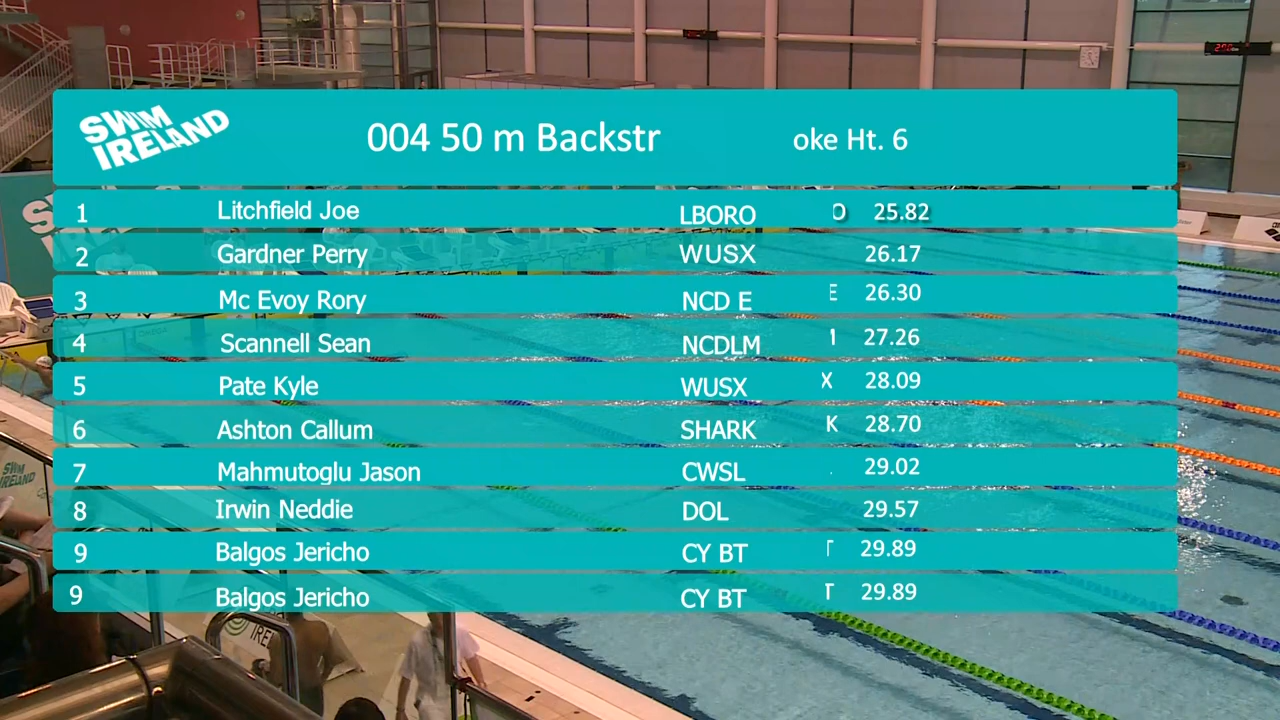 SWIM IRELAND
004 50 m Backstr oke Ht. 6
1 Litchfield Joe LBORO O 25.82
2 Gardner Perry WUSX 26.17
3 Mc Evoy Rory NCD E E 26.30
4 Scannell Sean NCDLM 27.26
5 Pate Kyle WUSX X 28.09
6 Ashton Callum SHARK K 28.70
7 Mahmutoglu Jason CWSL . 29.02
8 Irwin Neddie DOL 29.57
9 Balgos Jericho CY BT T 29.89
9 Balgos Jericho CY BT T 29.89
SWIM
IRELAND